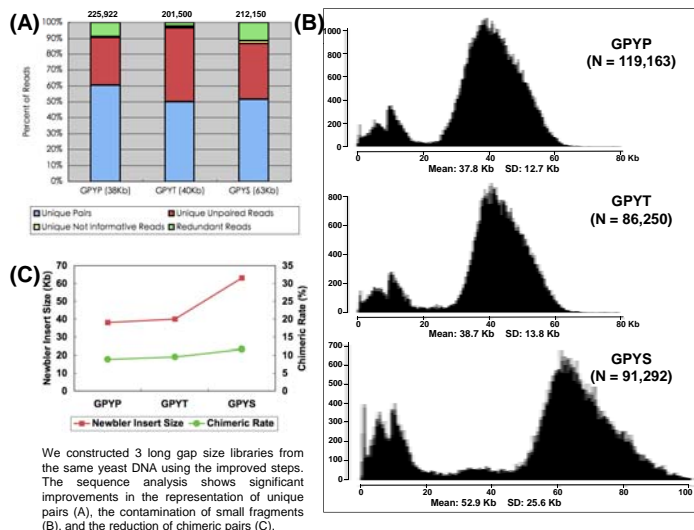 (A)
225,922 201,500 212,150
100%
90%
80%
70%
60%
50%
40%
30%
20%
10%
0%
Percent of Reads
GPYP (38Kb) GPYT (40Kb) GPYS (63Kb)
Unique Pairs Unique Unpaired Reads
Unique Not Informative Reads Redundant Reads
(B)
GPYP
(N = 119,163)
1000
800
600
400
200
0
0 20 40 60 80 Kb
Mean: 37.8 Kb SD: 12.7 Kb
GPYT
(N = 86,250)
800
600
400
200
0
0 20 40 60 80 Kb
Mean: 38.7 Kb SD: 13.8 Kb
GPYS
(N = 91,292)
700
600
500
400
300
200
100
0
0 20 40 60 80 100 Kb
Mean: 52.9 Kb SD: 25.6 Kb
(C)
70
60
50
40
30
20
10
0
Newbler Insert Size (Kb)
35
30
25
20
15
10
5
0
Chimeric Rate (%)
GPYP GPYT GPYS
Newbler Insert Size Chimeric Rate
We constructed 3 long gap size libraries from
the same yeast DNA using the improved steps.
The sequence analysis shows significant
improvements in the representation of unique
pairs (A), the contamination of small fragments
(B), and the reduction of chimeric pairs (C).